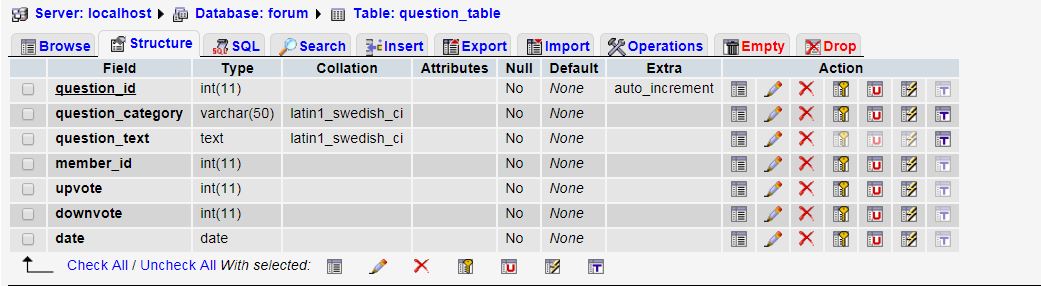 Server: localhost Database: forum Table: question_table
Browse Structure SQL Search Insert Export Import Operations Empty Drop
Field Type Collation Attributes Null Default Extra Action
question_id int(11) No None auto_increment
question_category varchar(50) latin1_swedish_ci No None
question_text text latin1_swedish_ci No None
member_id int(11) No None
upvote int(11) No None
downvote int(11) No None
date date No None
Check All / Uncheck All With selected: